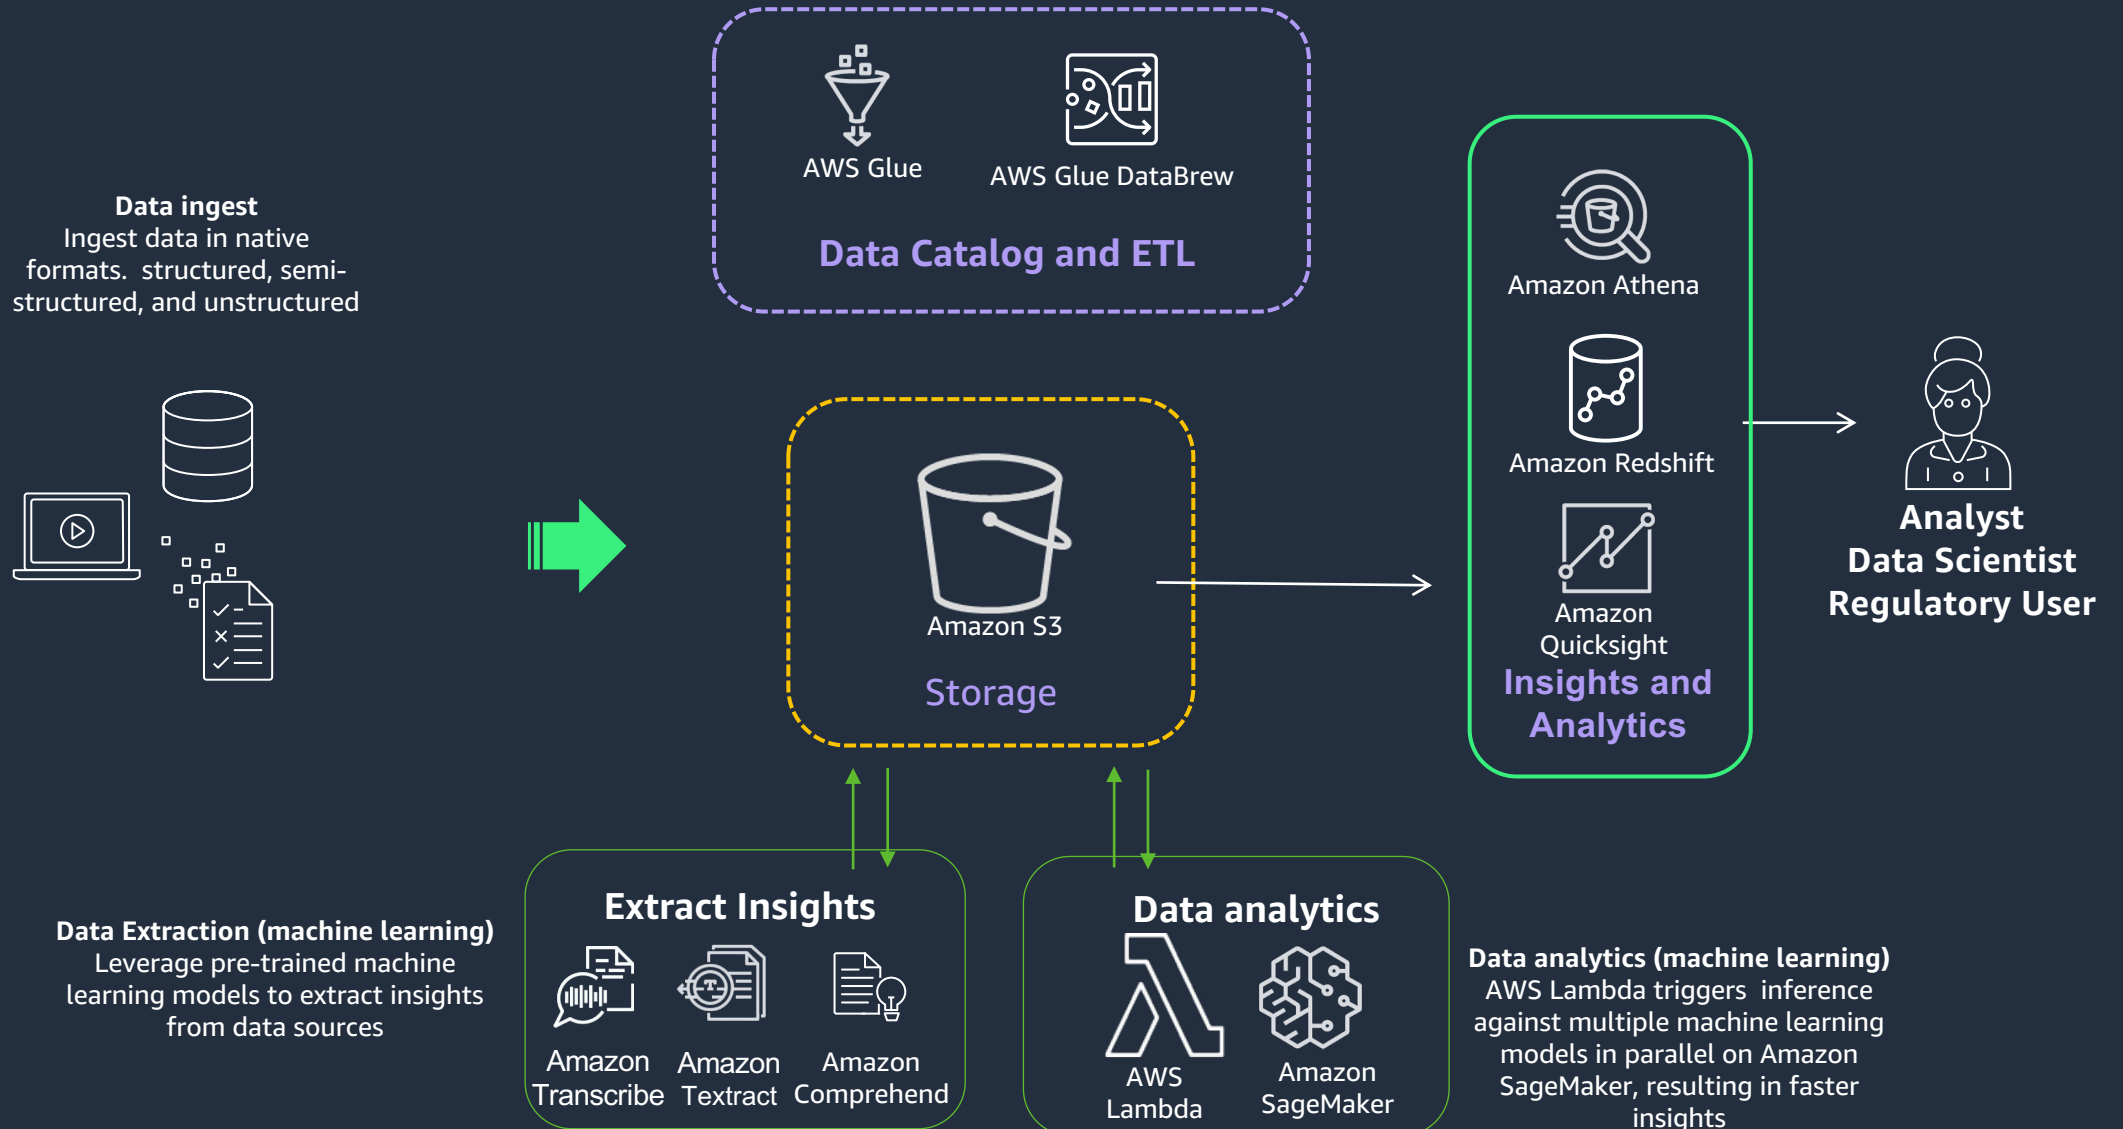 Data ingest
Ingest data in native
formats.  structured, semi-
structured, and unstructured
AWS Glue
AWS Glue DataBrew
Data Catalog and ETL
Amazon S3
Storage
Amazon Athena
Amazon Redshift
Amazon
Quicksight
Insights and
Analytics
Analyst
Data Scientist
Regulatory User
Data Extraction (machine learning)
Leverage pre-trained machine
learning models to extract insights
from data sources
Extract Insights
Amazon
Transcribe
Amazon
Textract
Amazon
Comprehend
Data analytics
AWS
Lambda
Amazon
SageMaker
Data analytics (machine learning)
AWS Lambda triggers  inference
against multiple machine learning
models in parallel on Amazon
SageMaker, resulting in faster
insights